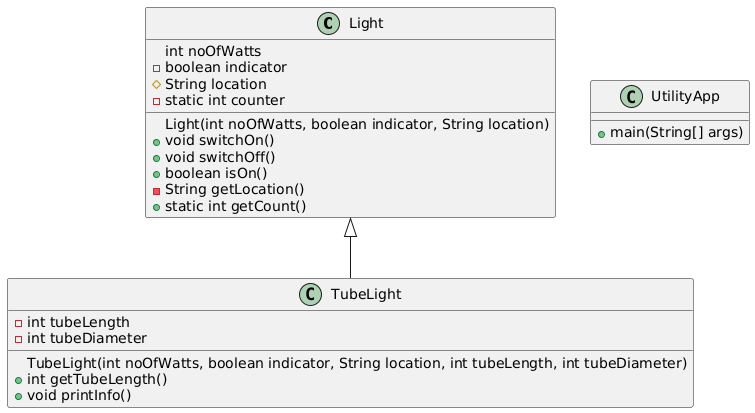 C Light
int noOfWatts
boolean indicator
String location
static int counter
Light(int noOfWatts, boolean indicator, String location)
void switchOn()
void switchOff()
boolean isOn()
String getLocation()
static int getCount()
C UtilityApp
main(String[] args)
C TubeLight
int tubeLength
int tubeDiameter
TubeLight(int noOfWatts, boolean indicator, String location, int tubeLength, int tubeDiameter)
int getTubeLength()
void printInfo()